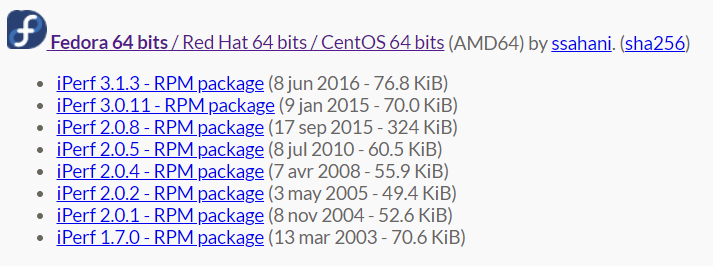 Fedora 64 bits / Red Hat 64 bits / CentOS 64 bits (AMD64) by ssahani. (sha256)
iPerf 3.1.3 - RPM package (8 jun 2016 - 76.8 KiB)
iPerf 3.0.11 - RPM package (9 jan 2015 - 70.0 KiB)
iPerf 2.0.8 - RPM package (17 sep 2015 - 324 KiB)
iPerf 2.0.5 - RPM package (8 jul 2010 - 60.5 KiB)
iPerf 2.0.4 - RPM package (7 avr 2008 - 55.9 KiB)
iPerf 2.0.2 - RPM package (3 may 2005 - 49.4 KiB)
iPerf 2.0.1 - RPM package (8 nov 2004 - 52.6 KiB)
iPerf 1.7.0 - RPM package (13 mar 2003 - 70.6 KiB)